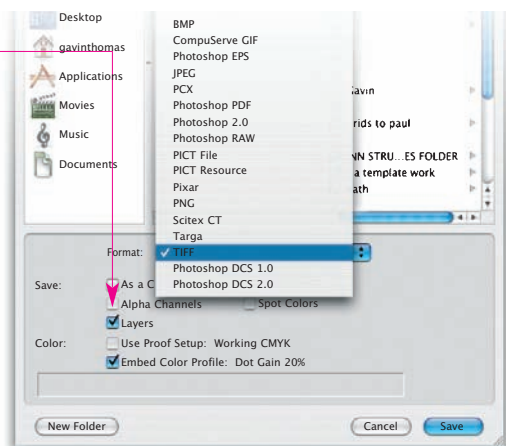 Desktop
gavinthomas
Applications
Movies
Music
Documents
BMP
CompuServe GIF
Photoshop EPS
JPEG
PCX
Photoshop PDF
Photoshop 2.0
Photoshop RAW
PICT File
PICT Resource
Pixar
PNG
Scitex CT
Targa
✓ TIFF
Photoshop DCS 1.0
Photoshop DCS 2.0
rids to paul
NN STRU...ES FOLDER
a template work
ath
Format:
Save: As a C
Alpha Channels Spot Colors
Layers
Color: Use Proof Setup: Working CMYK
Embed Color Profile: Dot Gain 20%
New Folder Cancel Save